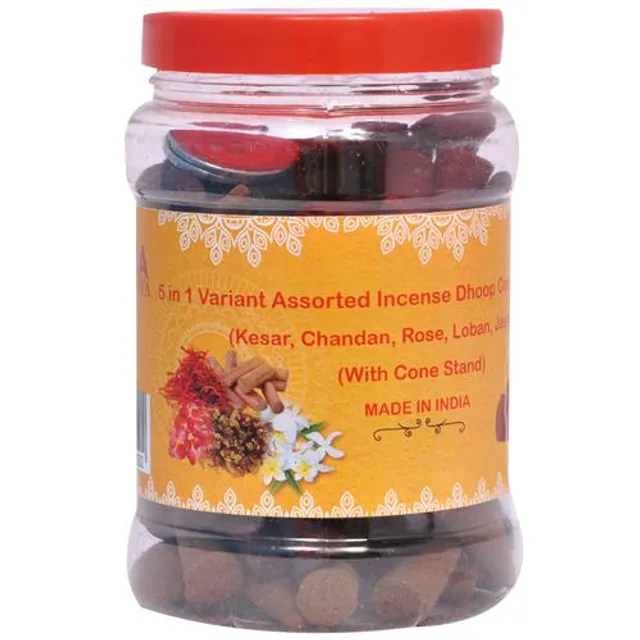 5 in 1 Variant Assorted Incense Dhoop
(Kesar, Chandan, Rose, Loban,
(With Cone Stand)
MADE IN INDIA